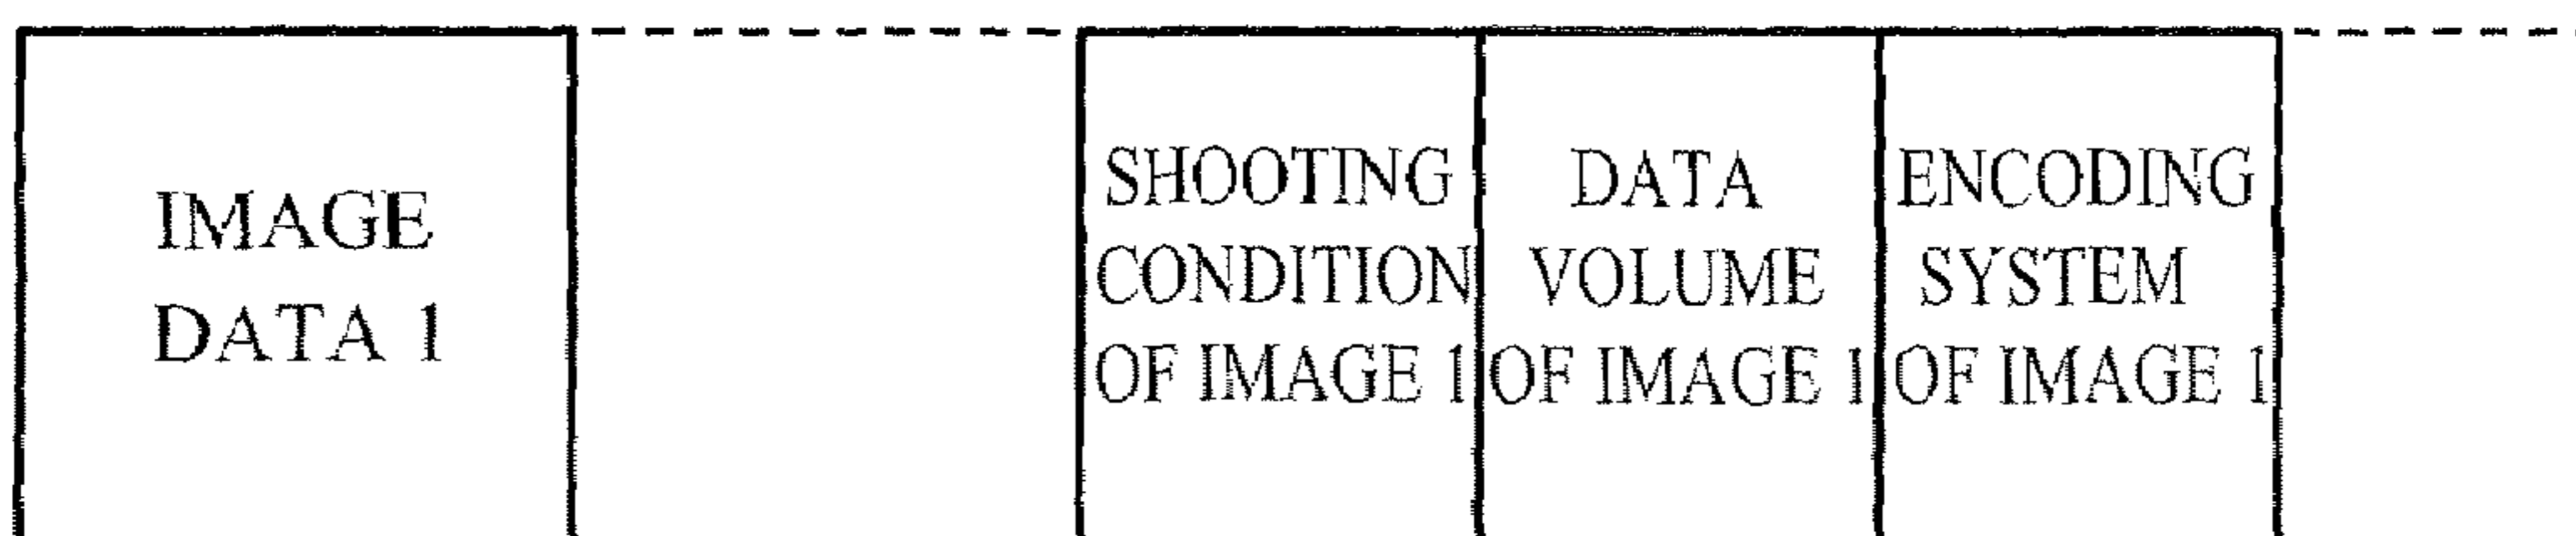 IMAGE
DATA 1
SHOOTING
CONDITION
OF IMAGE 1
DATA
VOLUME
OF IMAGE 1
ENCODING
SYSTEM
OF IMAGE 1